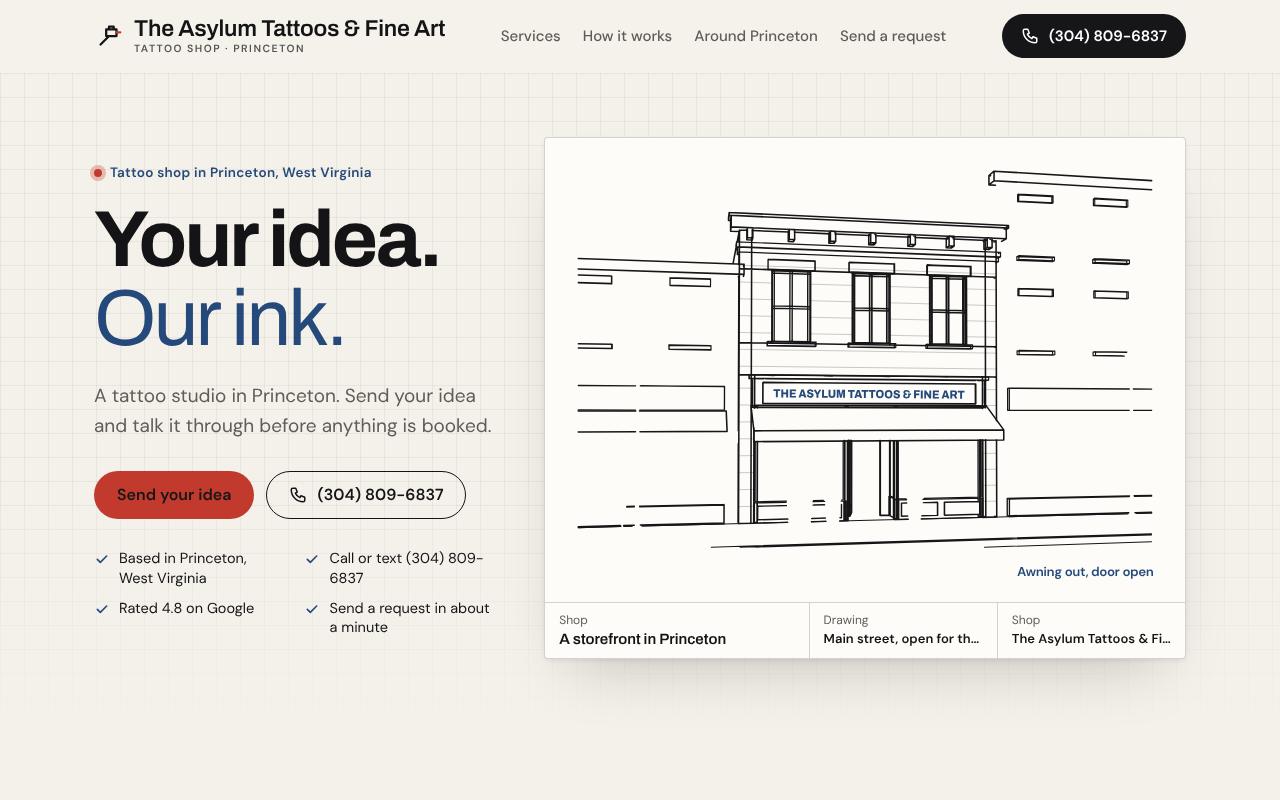 The Asylum Tattoos & Fine Art
TATTOO SHOP · PRINCETON
Services
How it works
Around Princeton
Send a request
(304) 809-6837
Tattoo shop in Princeton, West Virginia
Your idea.
Our ink.
A tattoo studio in Princeton. Send your idea
and talk it through before anything is booked.
Send your idea
(304) 809-6837
Based in Princeton,
West Virginia
Call or text (304) 809-
6837
Rated 4.8 on Google
Send a request in about
a minute
THE ASYLUM TATTOOS & FINE ART
Awning out, door open
Shop
A storefront in Princeton
Drawing
Main street, open for th…
Shop
The Asylum Tattoos & Fi…